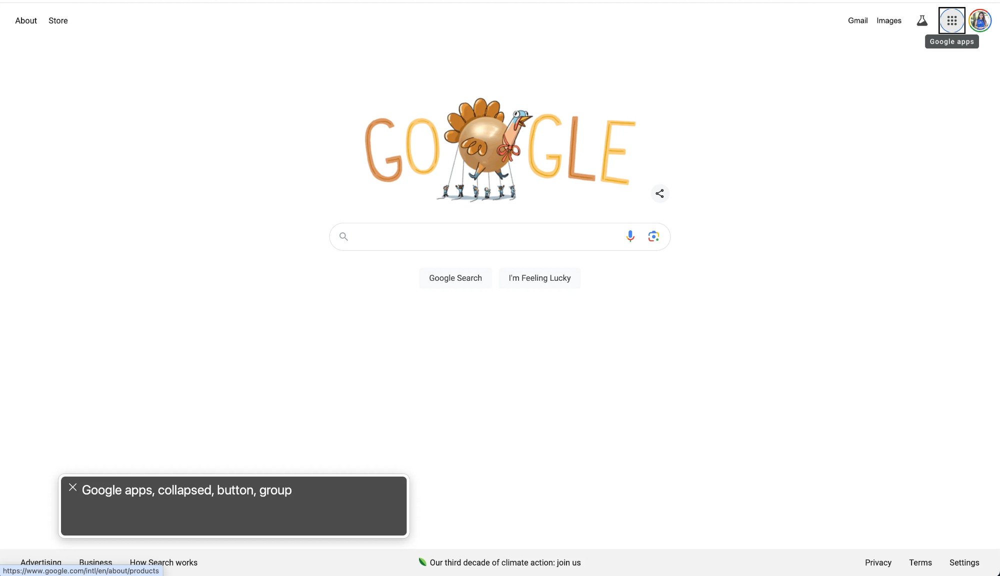 About Store
Gmail Images
Google apps
GOOGLE
Google Search I'm Feeling Lucky
Google apps, collapsed, button, group
Advertising Business How Search works
Our third decade of climate action: join us
Privacy Terms Settings
https://www.google.com/intl/en/about/products